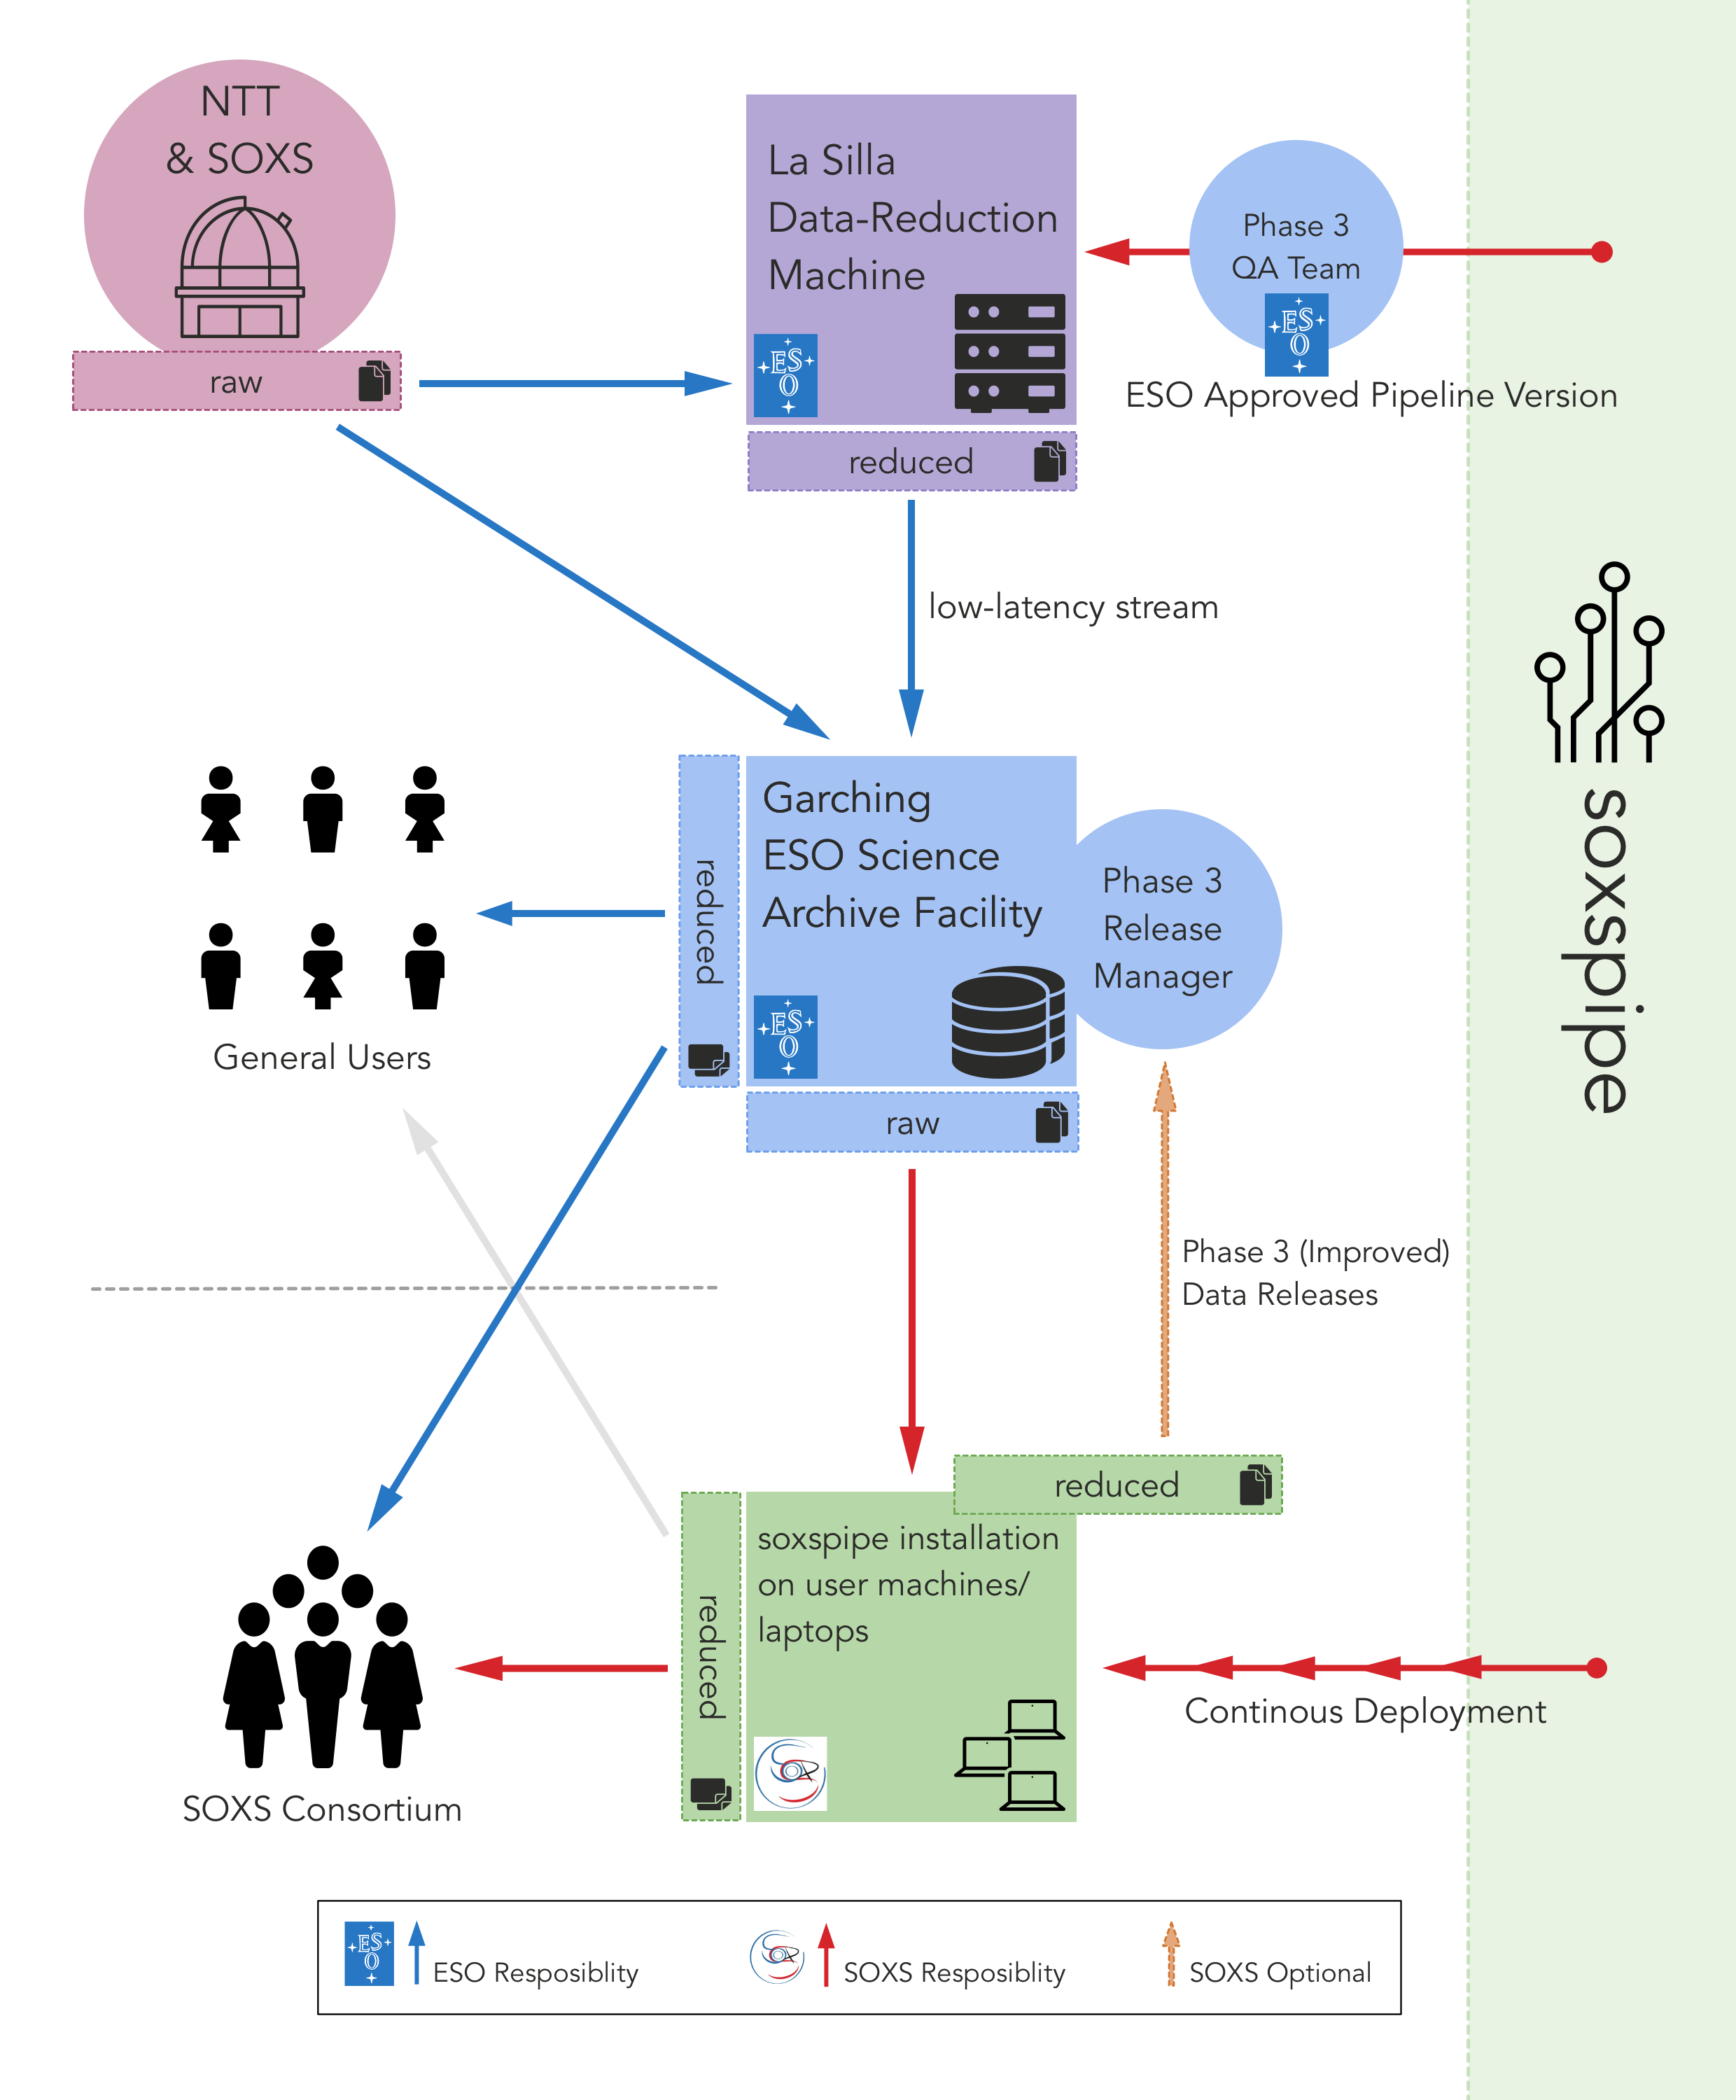 NTT
& SOXS
raw
La Silla
Data-Reduction
Machine
ESO
reduced
Phase 3
QA Team
ESO
ESO Approved Pipeline Version
low-latency stream
soxspipe
General Users
reduced
Garching
ESO Science
Archive Facility
ESO
raw
Phase 3
Release
Manager
Phase 3 (Improved)
Data Releases
reduced
reduced
soxspipe installation
on user machines/
laptops
SOXS Consortium
Continous Deployment
ESO
ESO Resposiblity
SOXS Resposiblity
SOXS Optional